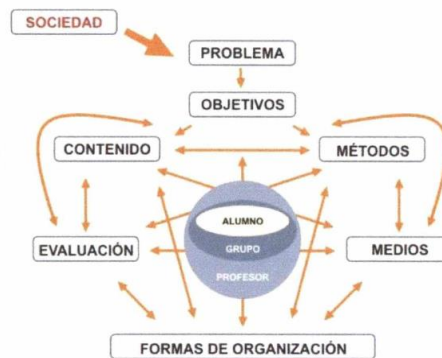 SOCIEDAD
PROBLEMA
OBJETIVOS
CONTENIDO
MÉTODOS
ALUMNO
GRUPO
PROFESOR
EVALUACIÓN
MEDIOS
FORMAS DE ORGANIZACIÓN